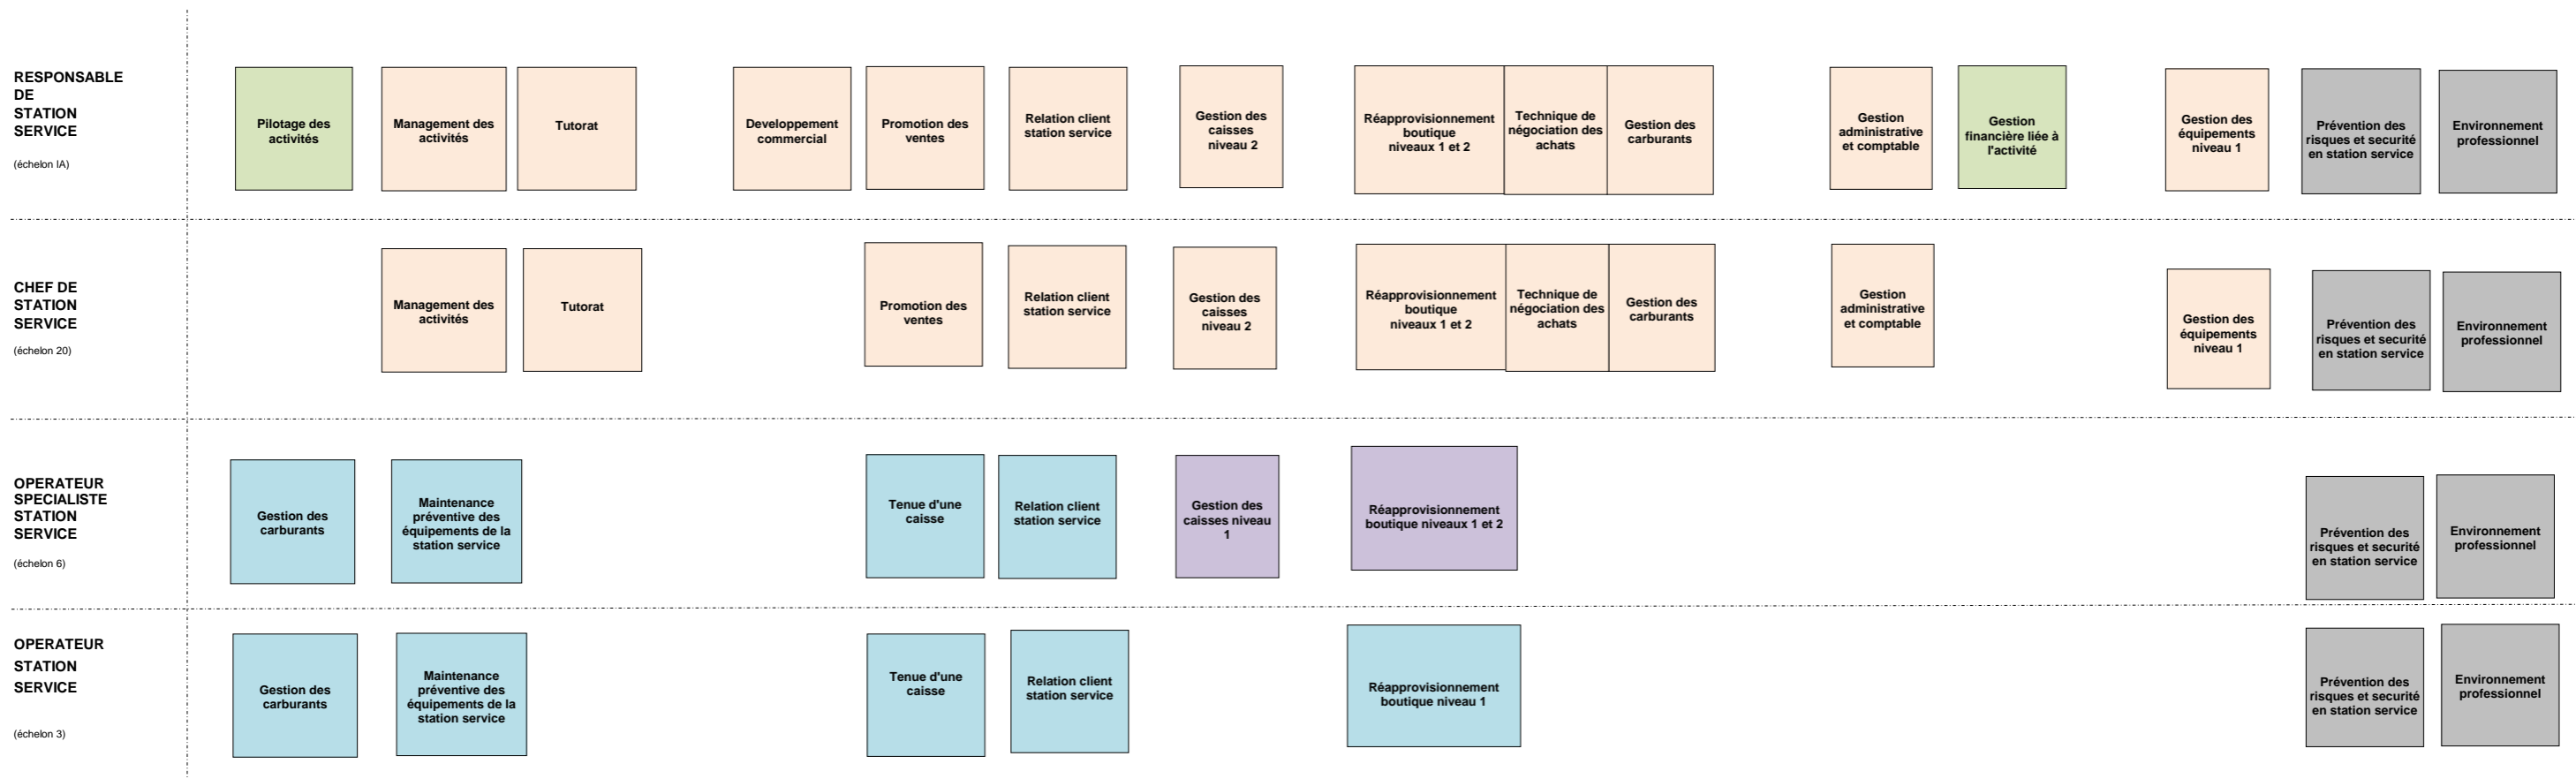 RESPONSABLE
DE
STATION
SERVICE
(échelon IA)
Pilotage des
activités
Management des
activités
Tutorat
Developpement
commercial
Promotion des
ventes
Relation client
station service
Gestion des
caisses
niveau 2
Réapprovisionnement
boutique
niveaux 1 et 2
Technique de
négociation des
achats
Gestion des
carburants
Gestion
administrative
et comptable
Gestion
financière liée à
l'activité
Gestion des
équipements
niveau 1
Prévention des
risques et securité
en station service
Environnement
professionnel
CHEF DE
STATION
SERVICE
(échelon 20)
Management des
activités
Tutorat
Promotion des
ventes
Relation client
station service
Gestion des
caisses
niveau 2
Réapprovisionnement
boutique
niveaux 1 et 2
Technique de
négociation des
achats
Gestion des
carburants
Gestion
administrative
et comptable
Gestion des
équipements
niveau 1
Prévention des
risques et securité
en station service
Environnement
professionnel
OPERATEUR
SPECIALISTE
STATION
SERVICE
(échelon 6)
Gestion des
carburants
Maintenance
préventive des
équipements de la
station service
Tenue d'une
caisse
Relation client
station service
Gestion des
caisses niveau
1
Réapprovisionnement
boutique niveaux 1 et 2
Prévention des
risques et securité
en station service
Environnement
professionnel
OPERATEUR
STATION
SERVICE
(échelon 3)
Gestion des
carburants
Maintenance
préventive des
équipements de la
station service
Tenue d'une
caisse
Relation client
station service
Réapprovisionnement
boutique niveau 1
Prévention des
risques et securité
en station service
Environnement
professionnel